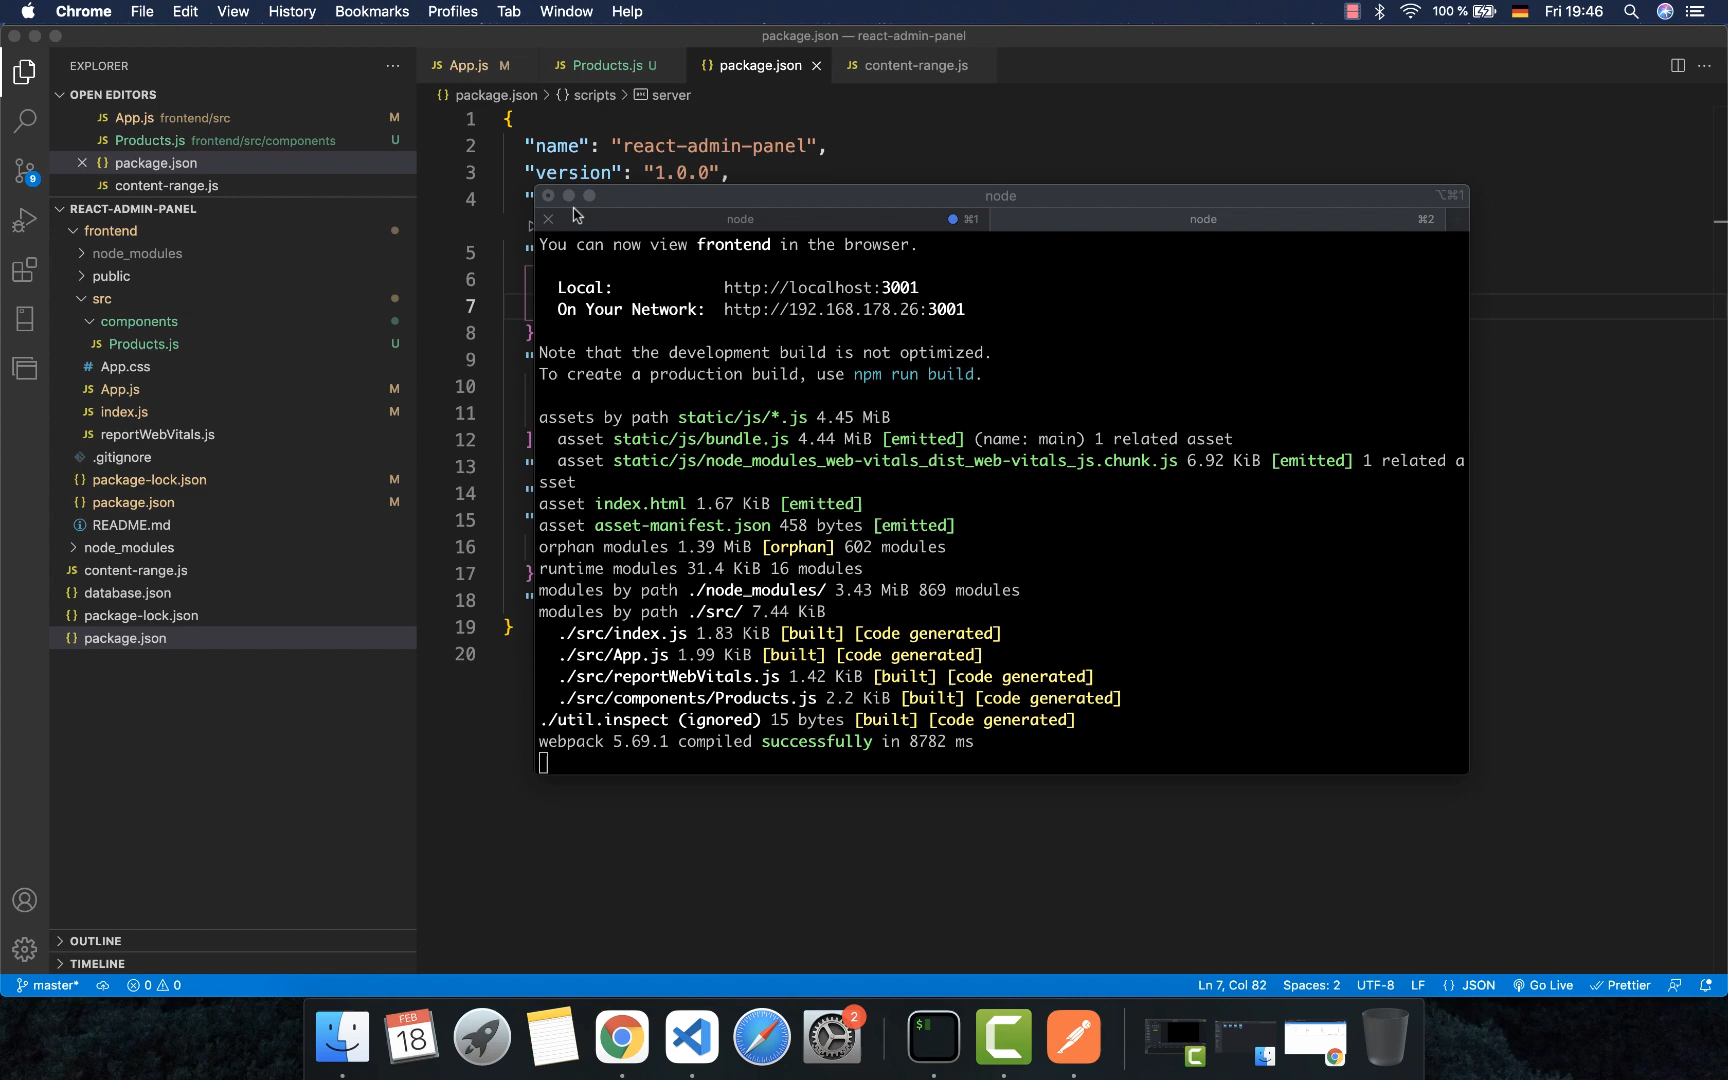 Chrome File Edit View History Bookmarks Profiles Tab Window Help 100 % Fri 19:46
package.json — react-admin-panel
EXPLORER
JS App.js M JS Products.js U {} package.json JS content-range.js
OPEN EDITORS
{} package.json > {} scripts > server
JS App.js frontend/src M
JS Products.js frontend/src/components U
{} package.json
JS content-range.js
REACT-ADMIN-PANEL
frontend
node_modules
public
src
components
JS Products.js U
# App.css
JS App.js M
JS index.js M
JS reportWebVitals.js
.gitignore
{} package-lock.json M
{} package.json M
README.md
node_modules
JS content-range.js
{} database.json
{} package-lock.json
{} package.json
OUTLINE
TIMELINE
1 {
2 "name": "react-admin-panel",
3 "version": "1.0.0",
4 "
5 "
6
7
8 }
9 "
10
11
12 ]
13 "
14 "
15 "
16
17 }
18 "
19 }
20
node ⌥⌘1
node ⌘1 node ⌘2
You can now view frontend in the browser.
Local: http://localhost:3001
On Your Network: http://192.168.178.26:3001
Note that the development build is not optimized.
To create a production build, use npm run build.
assets by path static/js/*.js 4.45 MiB
asset static/js/bundle.js 4.44 MiB [emitted] (name: main) 1 related asset
asset static/js/node_modules_web-vitals_dist_web-vitals_js.chunk.js 6.92 KiB [emitted] 1 related a
sset
asset index.html 1.67 KiB [emitted]
asset asset-manifest.json 458 bytes [emitted]
orphan modules 1.39 MiB [orphan] 602 modules
runtime modules 31.4 KiB 16 modules
modules by path ./node_modules/ 3.43 MiB 869 modules
modules by path ./src/ 7.44 KiB
./src/index.js 1.83 KiB [built] [code generated]
./src/App.js 1.99 KiB [built] [code generated]
./src/reportWebVitals.js 1.42 KiB [built] [code generated]
./src/components/Products.js 2.2 KiB [built] [code generated]
./util.inspect (ignored) 15 bytes [built] [code generated]
webpack 5.69.1 compiled successfully in 8782 ms
9
master* 0 0 Ln 7, Col 82 Spaces: 2 UTF-8 LF {} JSON Go Live Prettier
FEB
18
2
$